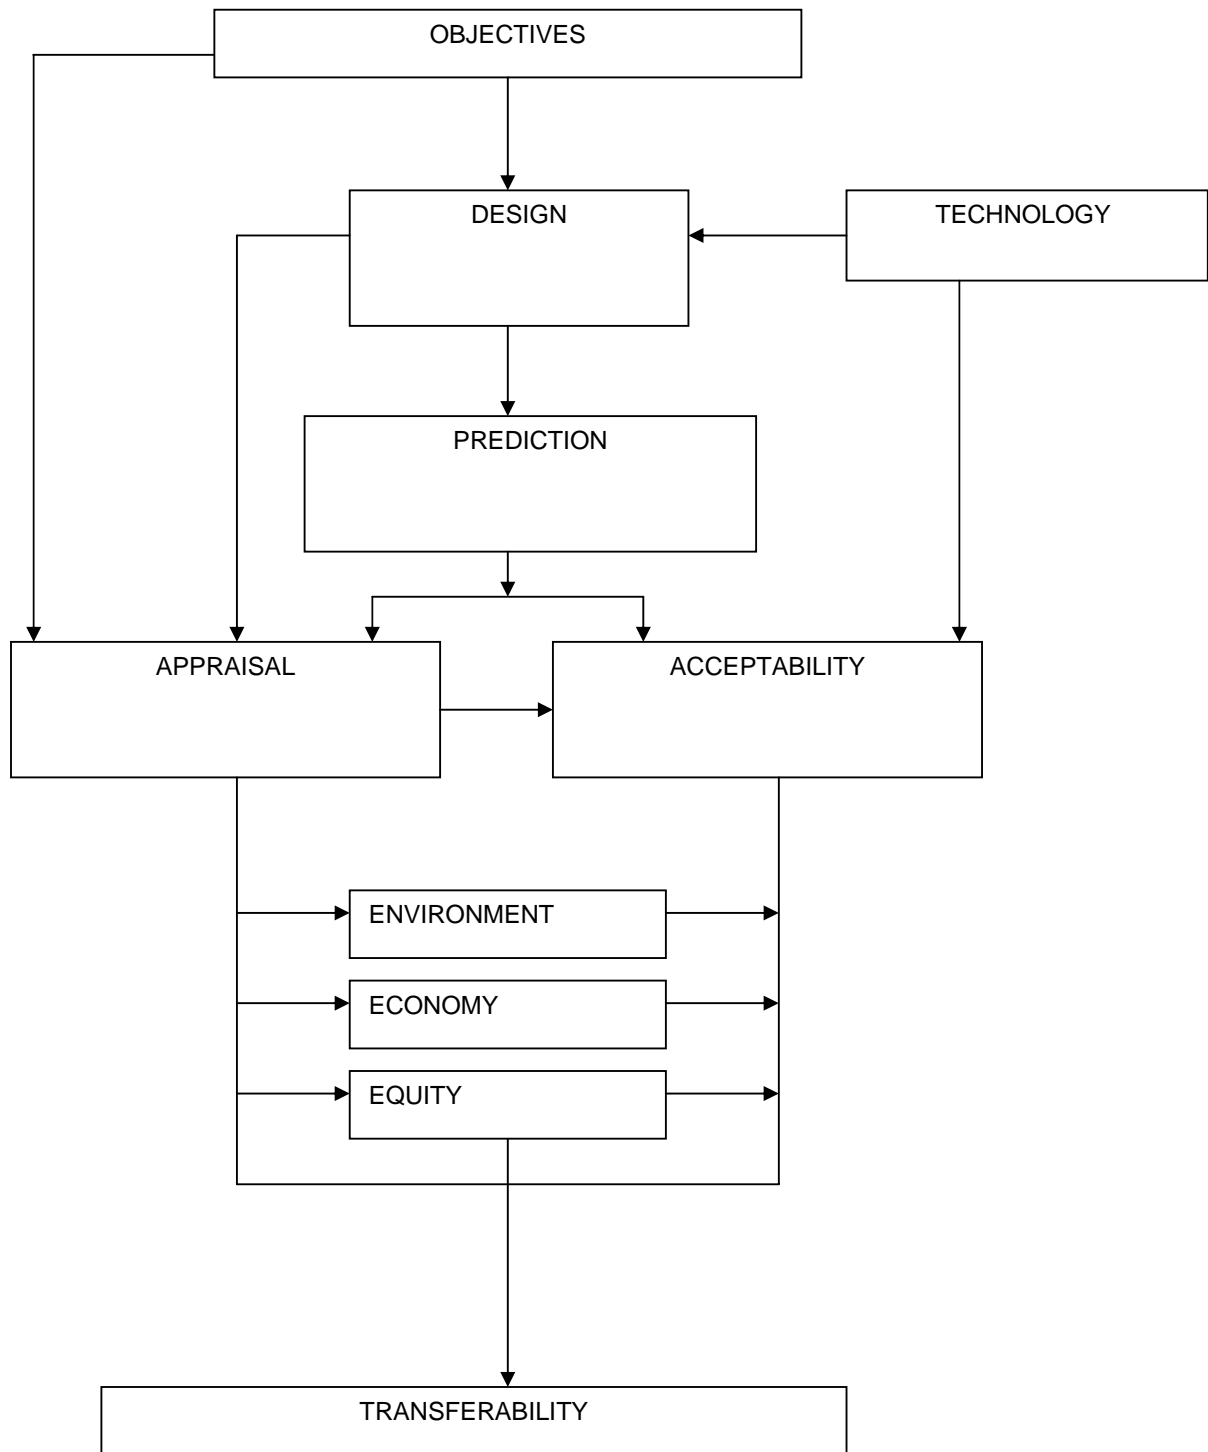 OBJECTIVES
DESIGN
TECHNOLOGY
PREDICTION
APPRAISAL
ACCEPTABILITY
ENVIRONMENT
ECONOMY
EQUITY
TRANSFERABILITY